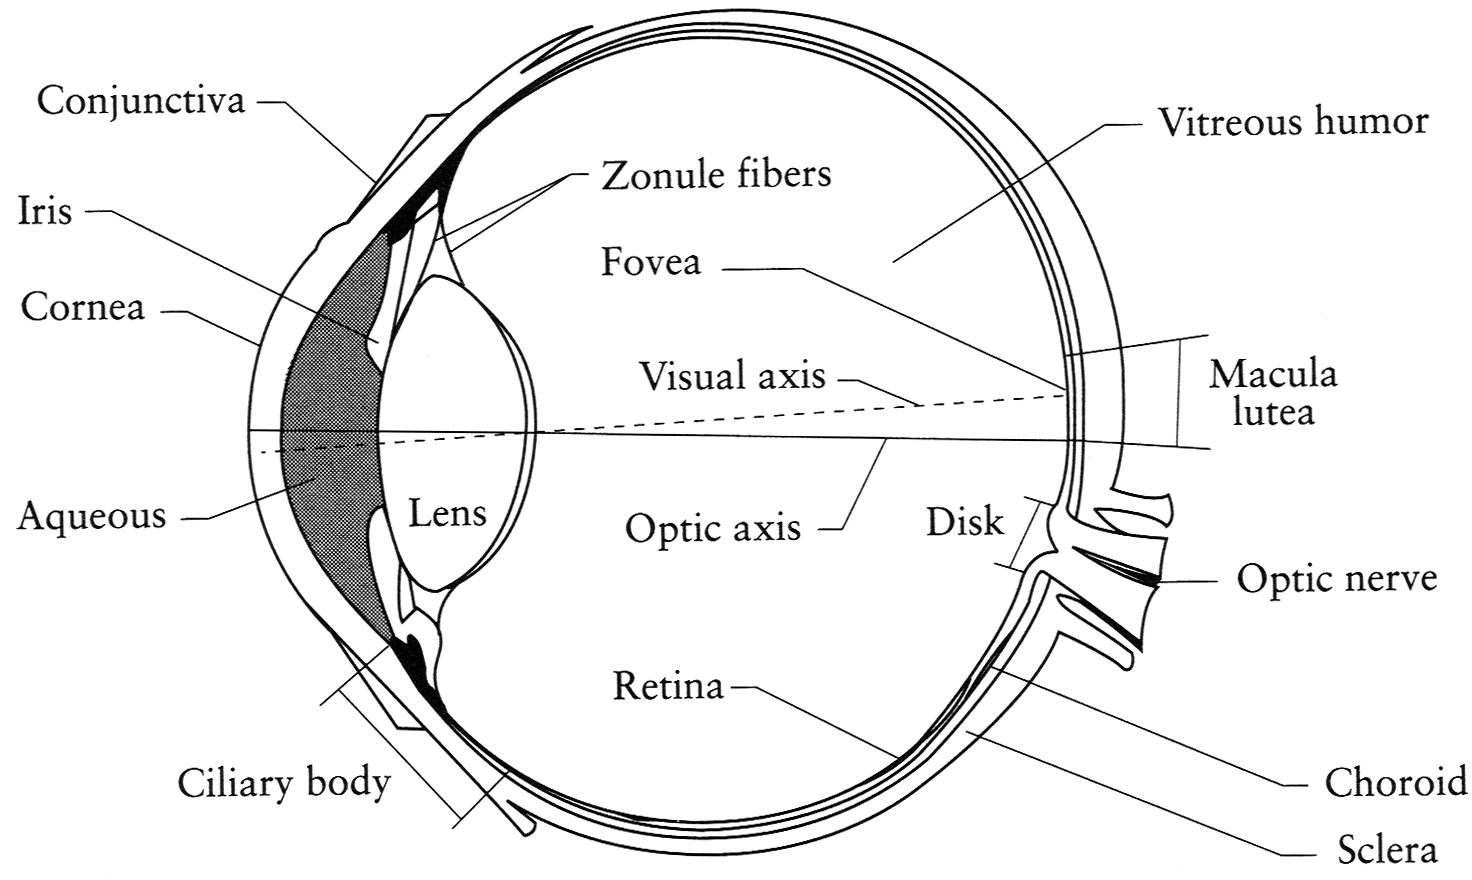 Conjunctiva
Vitreous humor
Zonule fibers
Iris
Fovea
Cornea
Visual axis
Macula
lutea
Lens
Aqueous
Optic axis
Disk
Optic nerve
Retina
Ciliary body
Choroid
Sclera